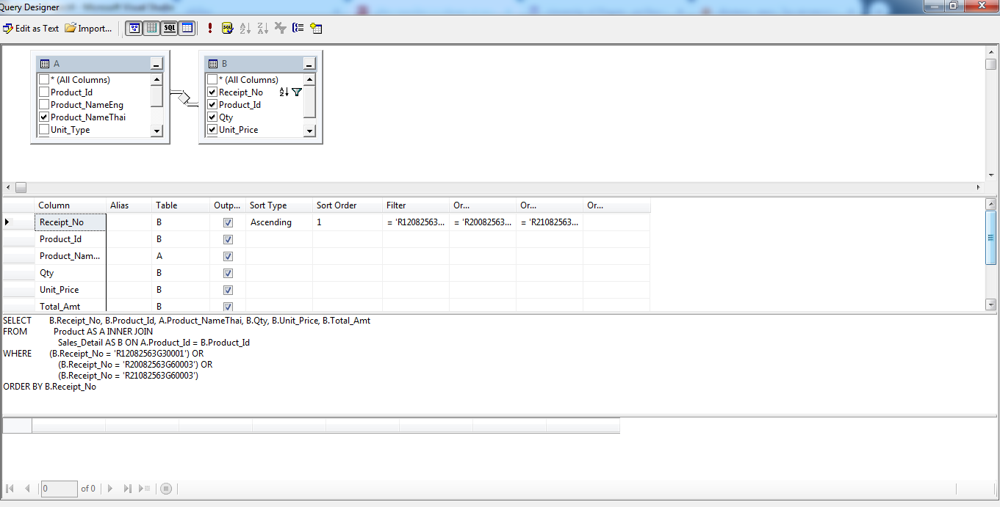 Query Designer
Edit as Text Import... SQL
A B
* (All Columns) * (All Columns)
Product_Id Receipt_No
Product_NameEng Product_Id
Product_NameThai Qty
Unit_Type Unit_Price
Column Alias Table Outp... Sort Type Sort Order Filter Or... Or... Or...
Receipt_No B Ascending 1 = 'R12082563... = 'R20082563... = 'R21082563...
Product_Id B
Product_Nam... A
Qty B
Unit_Price B
Total_Amt B
SELECT B.Receipt_No, B.Product_Id, A.Product_NameThai, B.Qty, B.Unit_Price, B.Total_Amt
FROM Product AS A INNER JOIN
Sales_Detail AS B ON A.Product_Id = B.Product_Id
WHERE (B.Receipt_No = 'R12082563G30001') OR
(B.Receipt_No = 'R20082563G60003') OR
(B.Receipt_No = 'R21082563G60003')
ORDER BY B.Receipt_No
0 of 0